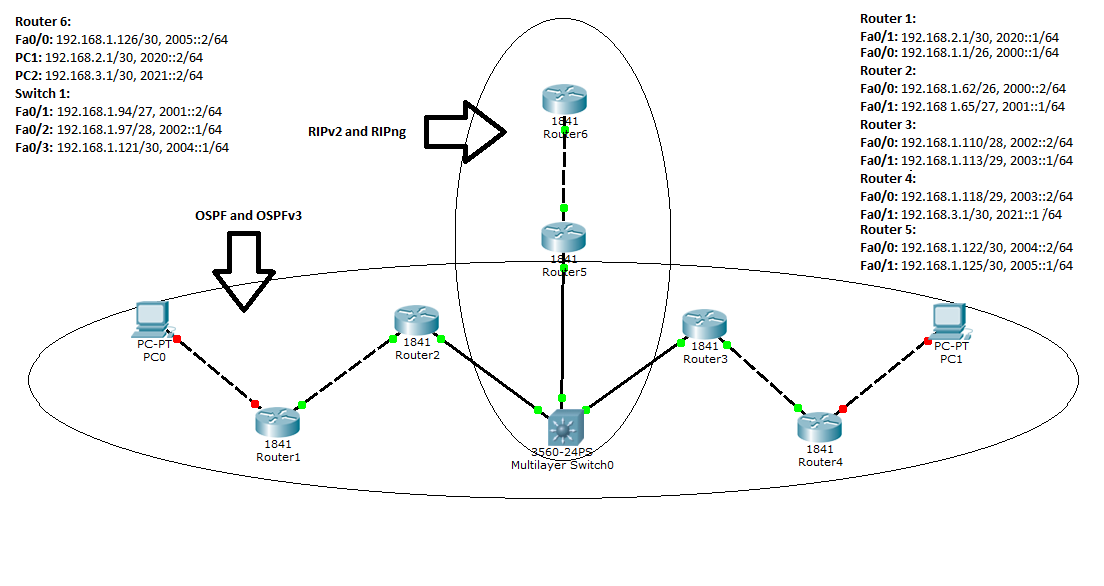 Router 6:
Fa0/0: 192.168.1.126/30, 2005::2/64
PC1: 192.168.2.1/30, 2020::2/64
PC2: 192.168.3.1/30, 2021::2/64
Switch 1:
Fa0/1: 192.168.1.94/27, 2001::2/64
Fa0/2: 192.168.1.97/28, 2002::1/64
Fa0/3: 192.168.1.121/30, 2004::1/64
Router 1:
Fa0/1: 192.168.2.1/30, 2020::1/64
Fa0/0: 192.168.1.1/26, 2000::1/64
Router 2:
Fa0/0: 192.168.1.62/26, 2000::2/64
Fa0/1: 192.168 1.65/27, 2001::1/64
Router 3:
Fa0/0: 192.168.1.110/28, 2002::2/64
Fa0/1: 192.168.1.113/29, 2003::1/64
Router 4:
Fa0/0: 192.168.1.118/29, 2003::2/64
Fa0/1: 192.168.3.1/30, 2021::1 /64
Router 5:
Fa0/0: 192.168.1.122/30, 2004::2/64
Fa0/1: 192.168.1.125/30, 2005::1/64
RIPv2 and RIPng
1841
Router6
OSPF and OSPFv3
1841
Router5
PC-PT
PC0
1841
Router2
1841
Router3
PC-PT
PC1
1841
Router1
3560-24PS
Multilayer Switch0
1841
Router4